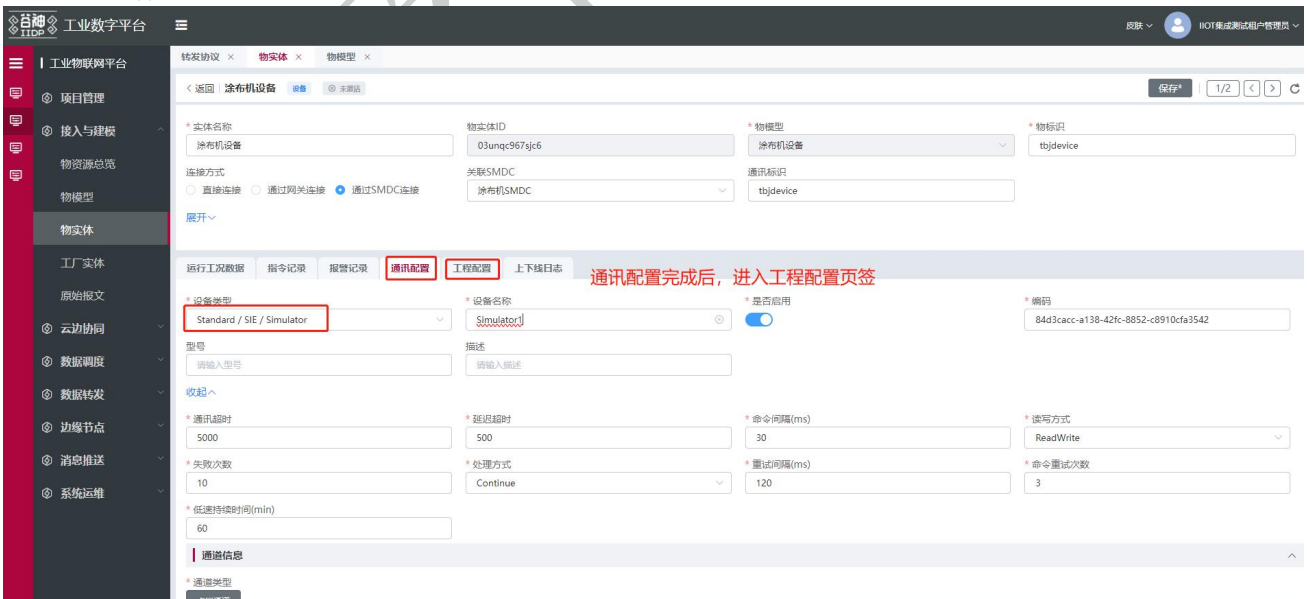 谷神 IIDP 工业数字平台 皮肤 IIOT集成测试租户管理员
工业物联网平台
项目管理
接入与建模
物资源总览
物模型
物实体
工厂实体
原始报文
云边协同
数据调度
数据转发
边缘节点
消息推送
系统运维
转发协议 × 物实体 × 物模型 ×
< 返回 涂布机设备 设备 未激活 保存* 1/2 < >
* 实体名称 物实体ID * 物模型 * 物标识
涂布机设备 03unqc967sjc6 涂布机设备 tbjdevice
连接方式 关联SMDC 通讯标识
直接连接 通过网关连接 通过SMDC连接 涂布机SMDC tbjdevice
展开
运行工况数据 指令记录 报警记录 通讯配置 工程配置 上下线日志
通讯配置完成后，进入工程配置页签
* 设备类型 * 设备名称 * 是否启用 * 编码
Standard / SIE / Simulator Simulator1 84d3cacc-a138-42fc-8852-c8910cfa3542
型号 描述
请输入型号 请输入描述
收起
* 通讯超时 * 延迟超时 * 命令间隔(ms) * 读写方式
5000 500 30 ReadWrite
* 失败次数 * 处理方式 * 重试间隔(ms) * 命令重试次数
10 Continue 120 3
* 低速持续时间(min)
60
通道信息
* 通道类型